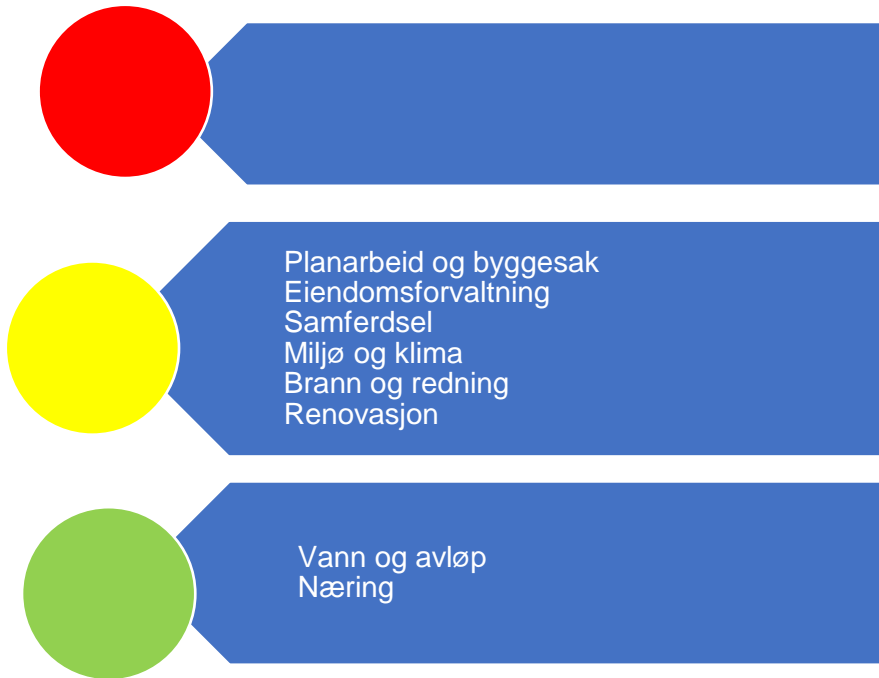 Planarbeid og byggesak
Eiendomsforvaltning
Samferdsel
Miljø og klima
Brann og redning
Renovasjon
Vann og avløp
Næring